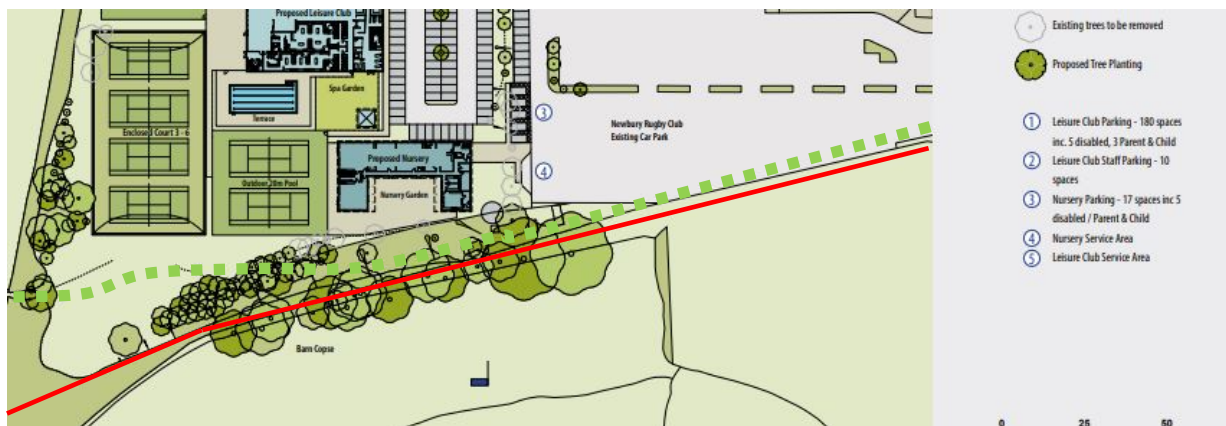 Proposed Leisure Club
Spa Garden
Terrace
Enclosed Court 3 - 6
Outdoor 20m Pool
Proposed Nursery
Nursery Garden
3
4
Newbury Rugby Club
Existing Car Park
Barn Copse
Existing trees to be removed
Proposed Tree Planting
1 Leisure Club Parking - 180 spaces
inc. 5 disabled, 3 Parent & Child
2 Leisure Club Staff Parking - 10
spaces
3 Nursery Parking - 17 spaces inc 5
disabled / Parent & Child
4 Nursery Service Area
5 Leisure Club Service Area
0 25 50